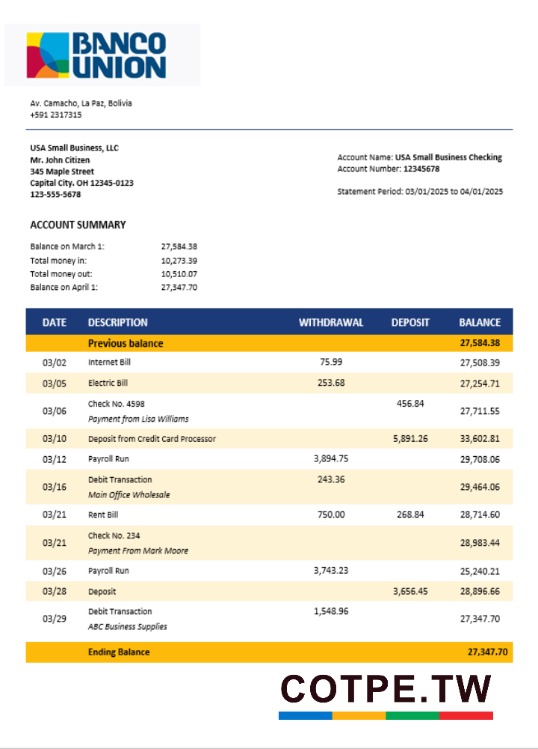 BANCO
UNION
Av. Camacho, La Paz, Bolivia
+591 2317315
USA Small Business, LLC
Mr. John Citizen
345 Maple Street
Capital City. OH 12345-0123
123-555-5678
Account Name: USA Small Business Checking
Account Number: 12345678
Statement Period: 03/01/2025 to 04/01/2025
ACCOUNT SUMMARY
Balance on March 1: 27,584.38
Total money in: 10,273.39
Total money out: 10,510.07
Balance on April 1: 27,347.70
DATE DESCRIPTION WITHDRAWAL DEPOSIT BALANCE
Previous balance 27,584.38
03/02 Internet Bill 75.99 27,508.39
03/05 Electric Bill 253.68 27,254.71
03/06 Check No. 4598 456.84 27,711.55
Payment from Lisa Williams
03/10 Deposit from Credit Card Processor 5,891.26 33,602.81
03/12 Payroll Run 3,894.75 29,708.06
03/16 Debit Transaction 243.36 29,464.06
Main Office Wholesale
03/21 Rent Bill 750.00 268.84 28,714.60
03/21 Check No. 234 28,983.44
Payment From Mark Moore
03/26 Payroll Run 3,743.23 25,240.21
03/28 Deposit 3,656.45 28,896.66
03/29 Debit Transaction 1,548.96 27,347.70
ABC Business Supplies
Ending Balance 27,347.70
COTPE.TW